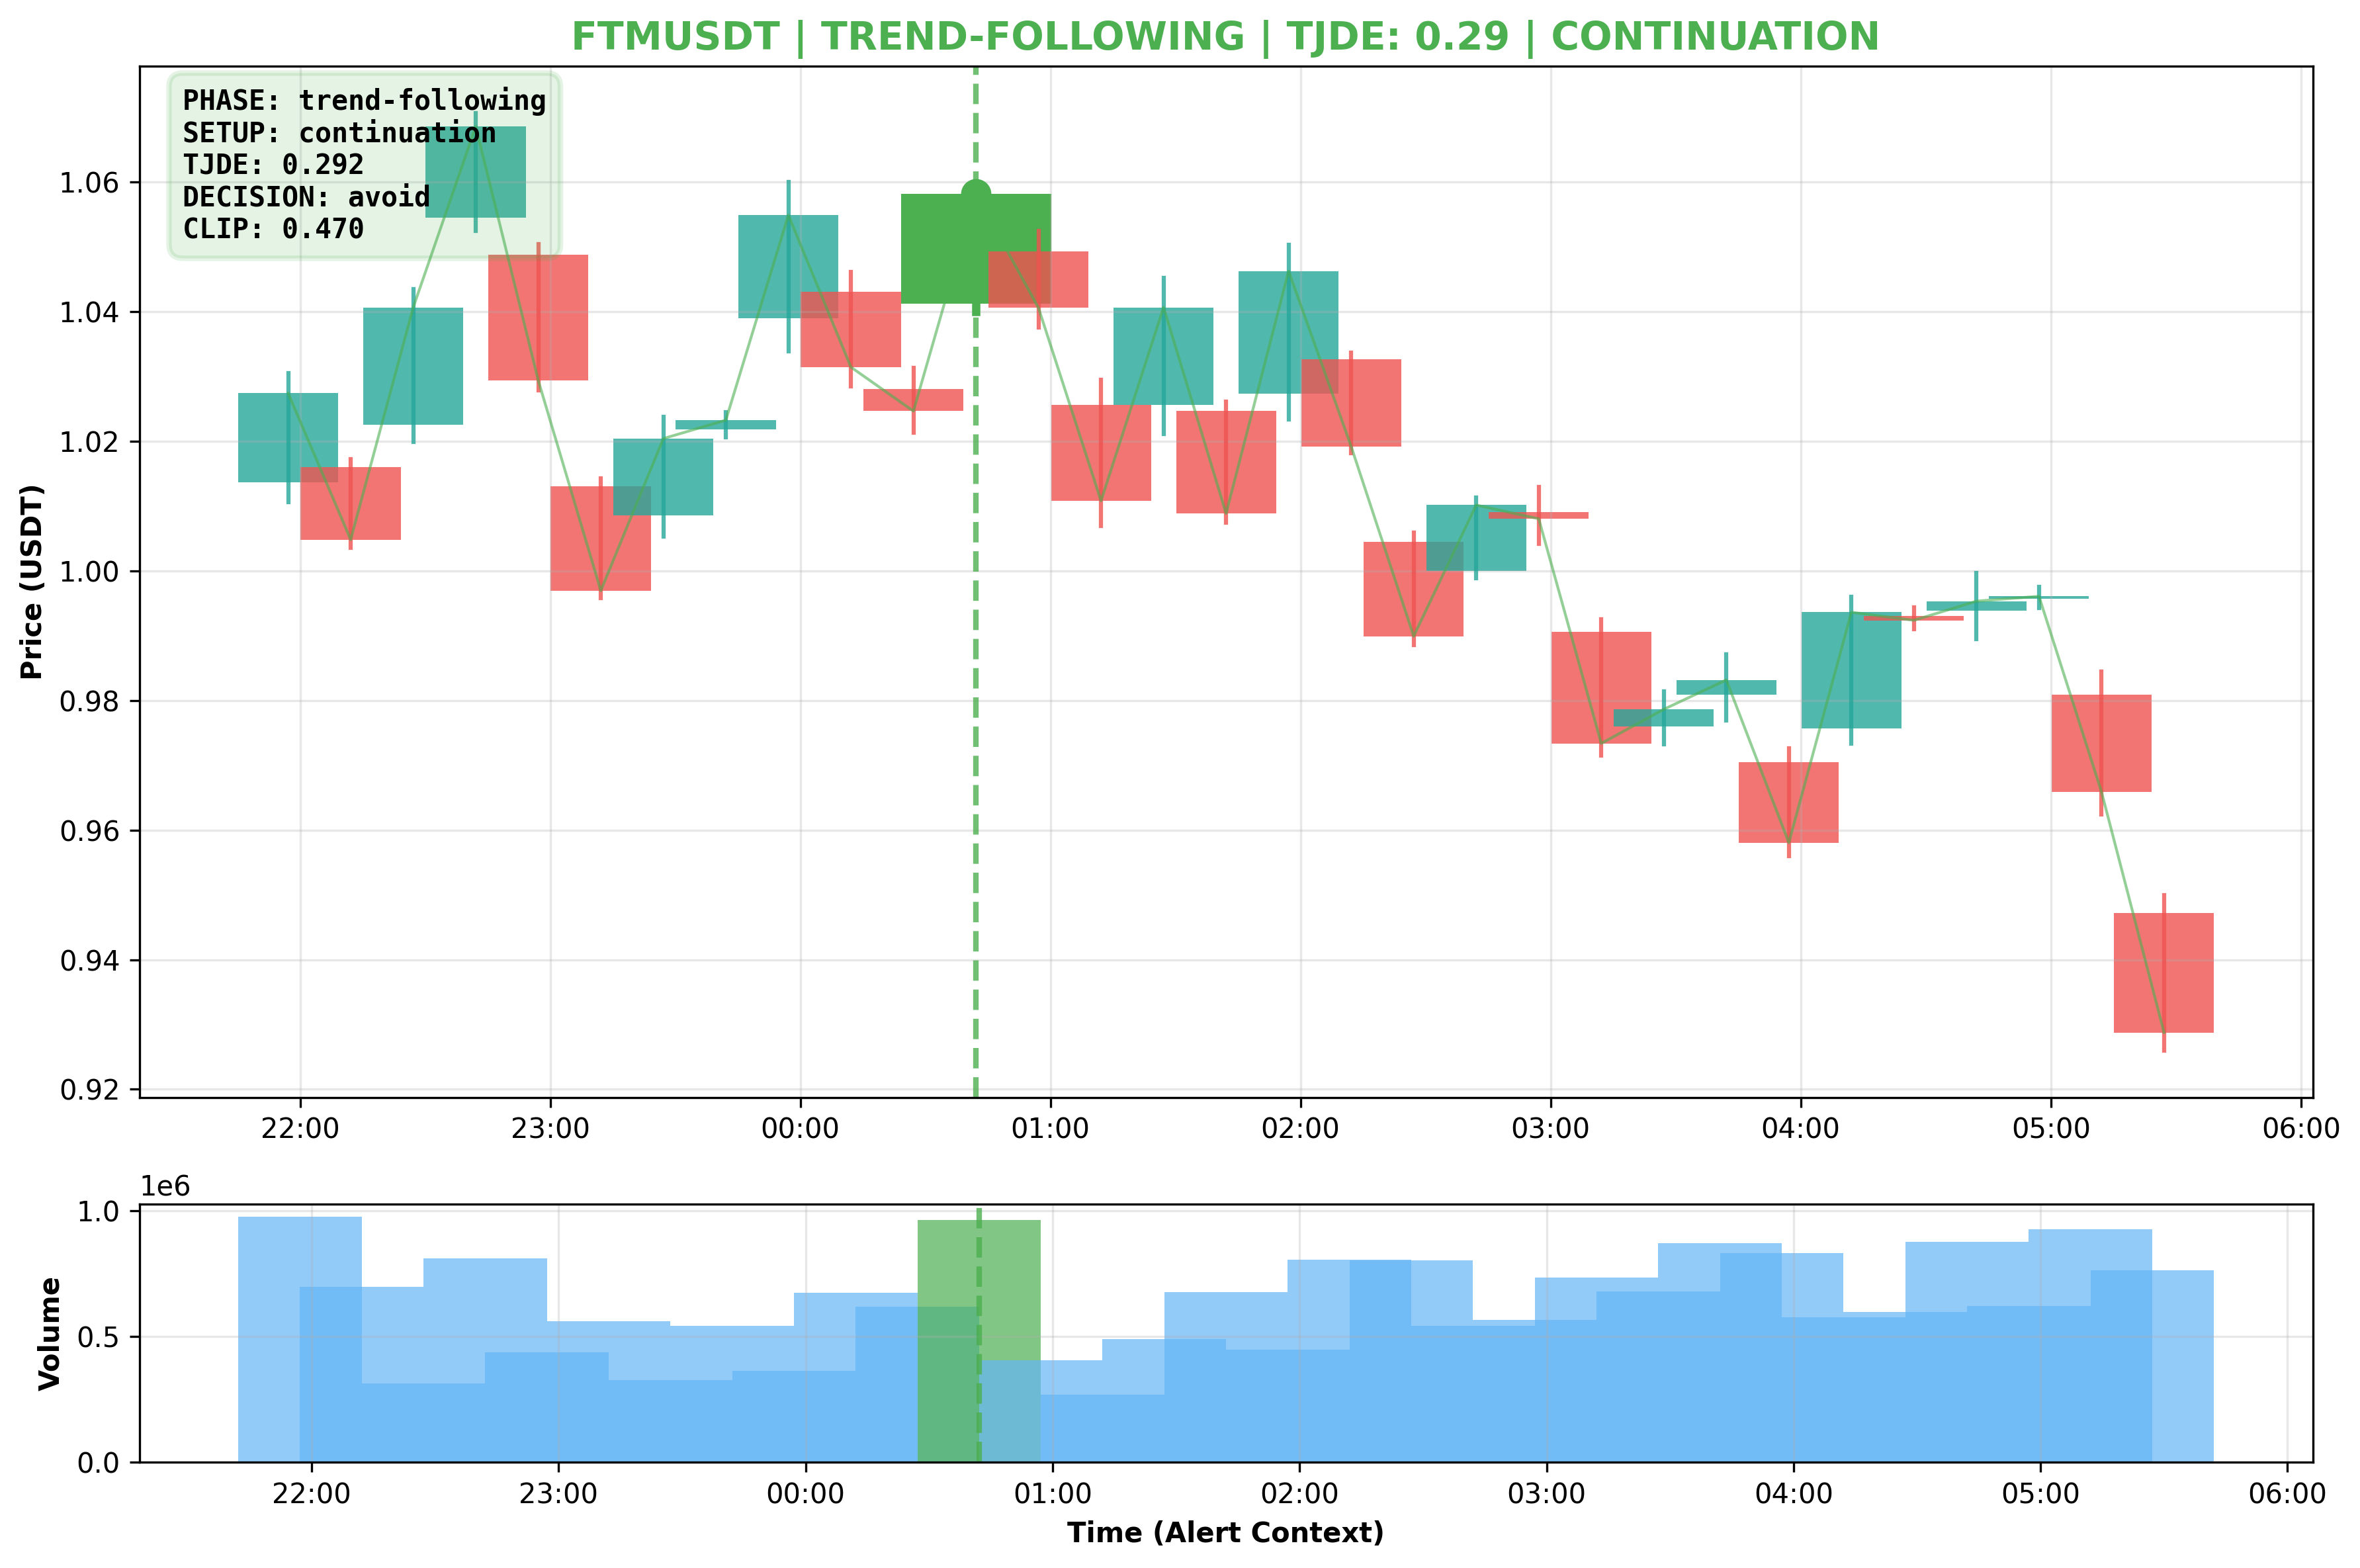 FTMUSDT | TREND-FOLLOWING | TJDE: 0.29 | CONTINUATION
PHASE: trend-following
SETUP: continuation
TJDE: 0.292
DECISION: avoid
CLIP: 0.470
Price (USDT)
1.06
1.04
1.02
1.00
0.98
0.96
0.94
0.92
22:00 23:00 00:00 01:00 02:00 03:00 04:00 05:00 06:00
1e6
Volume
1.0
0.5
0.0
22:00 23:00 00:00 01:00 02:00 03:00 04:00 05:00 06:00
Time (Alert Context)